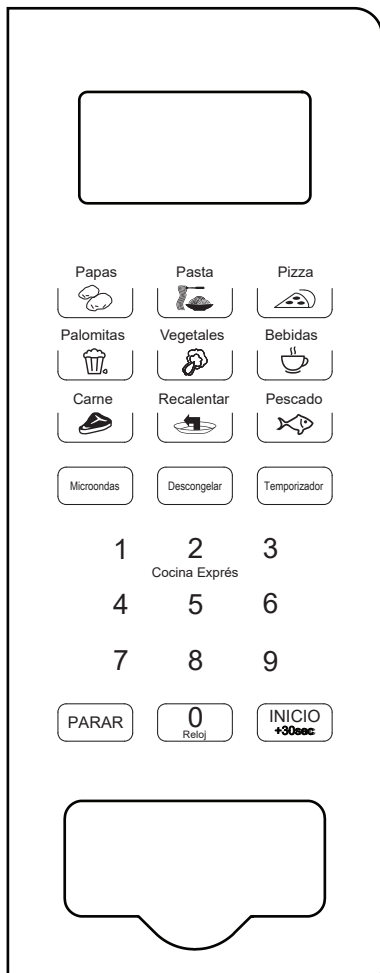 Papas Pasta Pizza
Palomitas Vegetales Bebidas
Carne Recalentar Pescado
Microondas Descongelar Temporizador
1 2 3
Cocina Exprés
4 5 6
7 8 9
PARAR 0 INICIO
Reloj +30sec